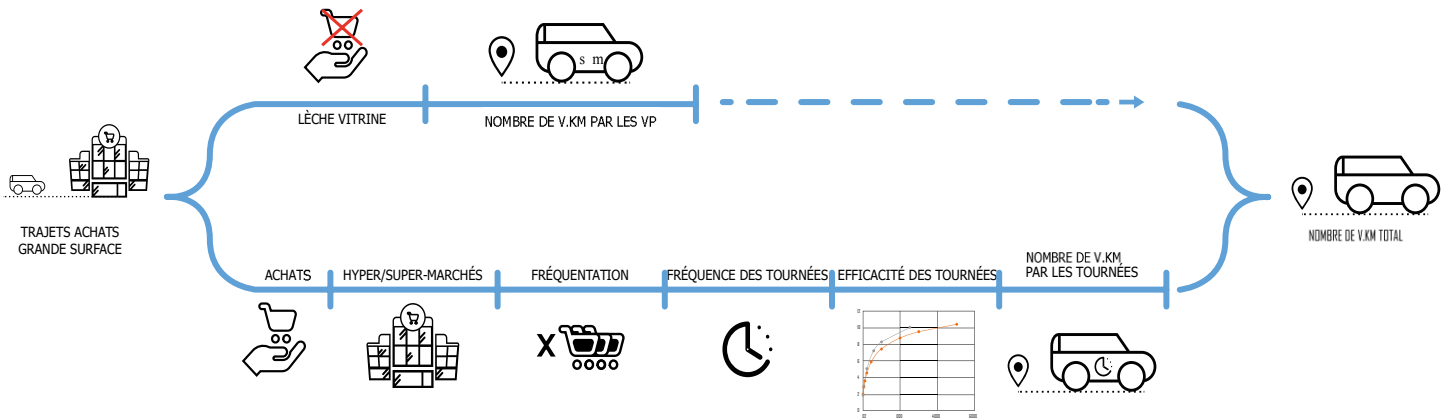 s m
LÈCHE VITRINE
NOMBRE DE V.KM PAR LES VP
TRAJETS ACHATS
GRANDE SURFACE
NOMBRE DE V.KM TOTAL
ACHATS
HYPER/SUPER-MARCHÉS
FRÉQUENTATION
FRÉQUENCE DES TOURNÉES
EFFICACITÉ DES TOURNÉES
NOMBRE DE V.KM
PAR LES TOURNÉES
X